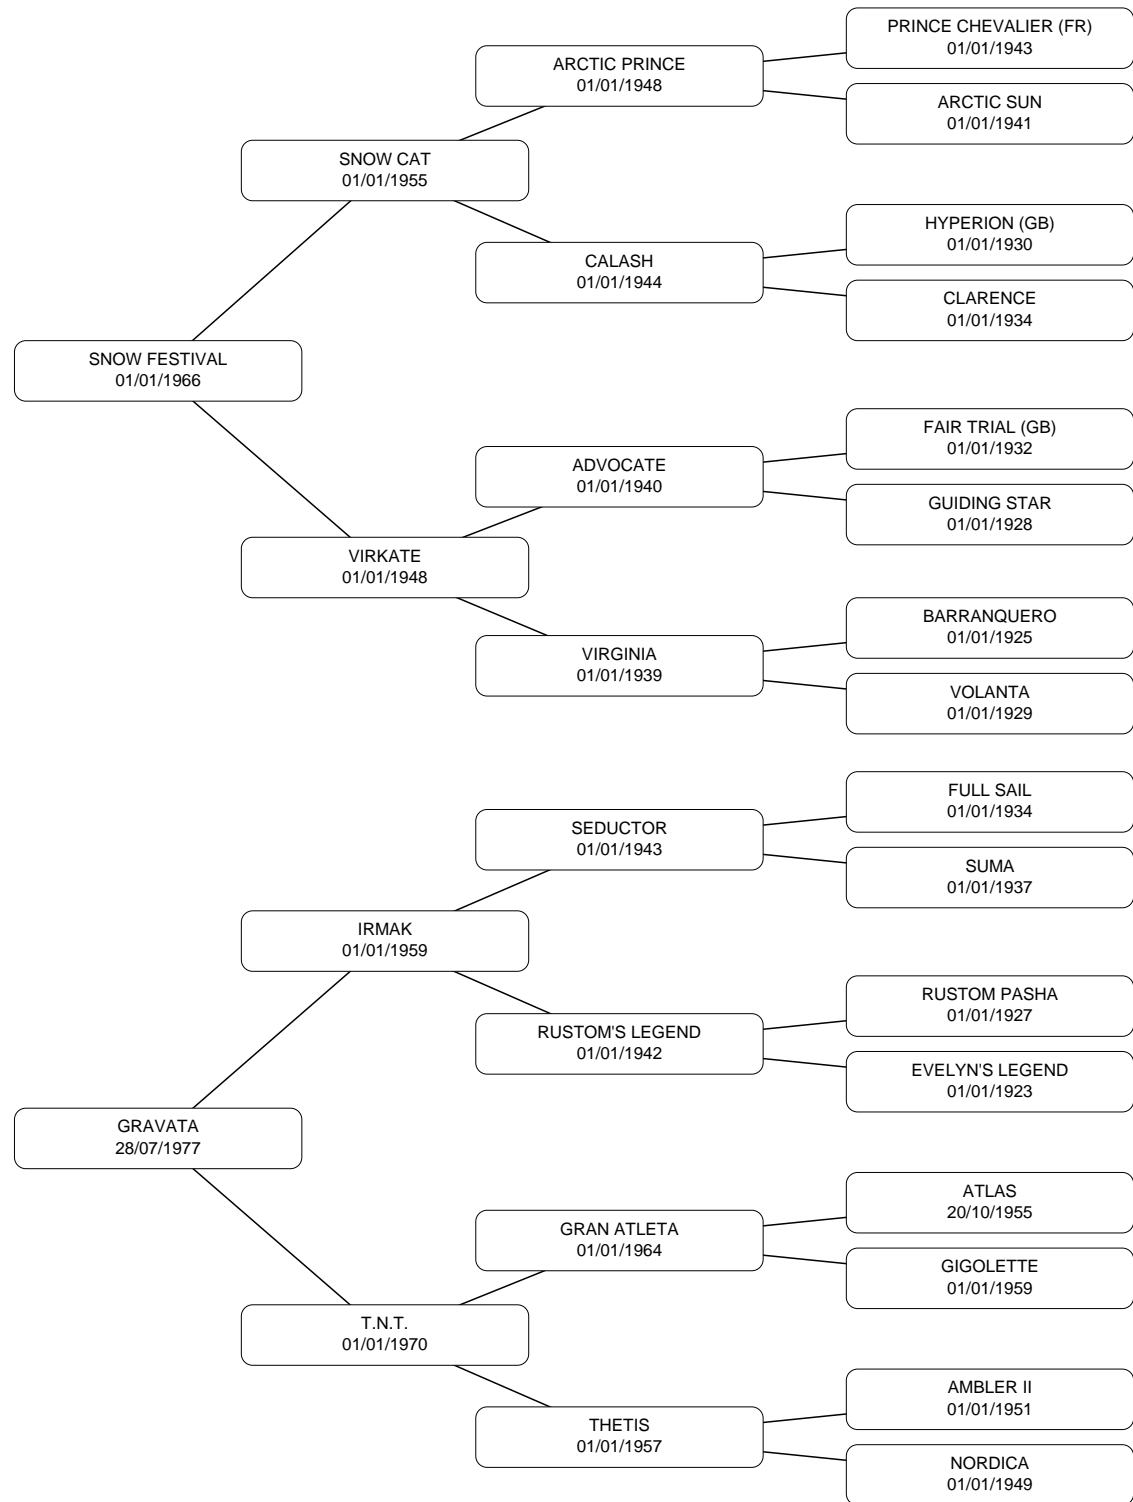 PRINCE CHEVALIER (FR)
01/01/1943
ARCTIC PRINCE
01/01/1948
ARCTIC SUN
01/01/1941
SNOW CAT
01/01/1955
HYPERION (GB)
01/01/1930
CALASH
01/01/1944
CLARENCE
01/01/1934
SNOW FESTIVAL
01/01/1966
FAIR TRIAL (GB)
01/01/1932
ADVOCATE
01/01/1940
GUIDING STAR
01/01/1928
VIRKATE
01/01/1948
BARRANQUERO
01/01/1925
VIRGINIA
01/01/1939
VOLANTA
01/01/1929
FULL SAIL
01/01/1934
SEDUCTOR
01/01/1943
SUMA
01/01/1937
IRMAK
01/01/1959
RUSTOM PASHA
01/01/1927
RUSTOM'S LEGEND
01/01/1942
EVELYN'S LEGEND
01/01/1923
GRAVATA
28/07/1977
ATLAS
20/10/1955
GRAN ATLETA
01/01/1964
GIGOLETTE
01/01/1959
T.N.T.
01/01/1970
AMBLER II
01/01/1951
THETIS
01/01/1957
NORDICA
01/01/1949